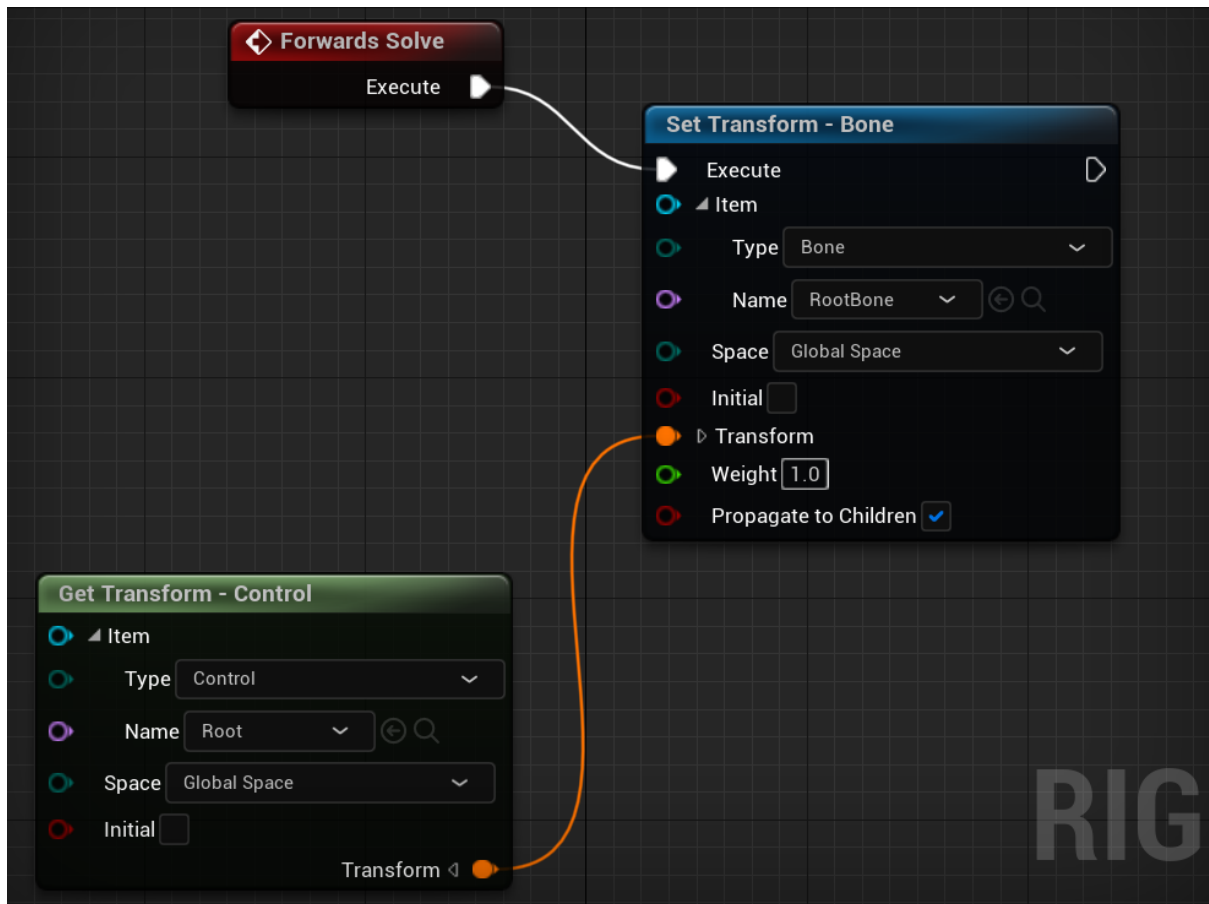 Forwards Solve
Execute
Set Transform - Bone
Execute
Item
Type Bone
Name RootBone
Space Global Space
Initial
Transform
Weight 1.0
Propagate to Children
Get Transform - Control
Item
Type Control
Name Root
Space Global Space
Initial
Transform
RIG